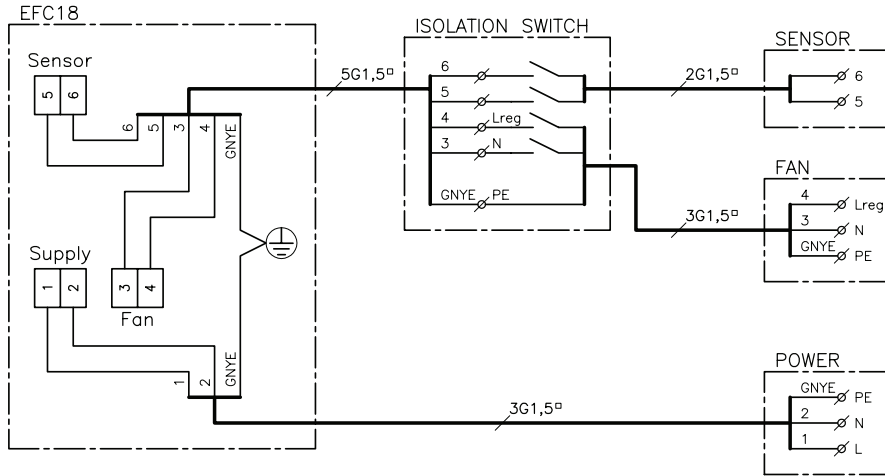 EFC18
ISOLATION SWITCH
SENSOR
Sensor
5 6
6 5 3 4 GNYE
5G1,5▫
6
5
4 Lreg
3 N
GNYE PE
2G1,5▫
6
5
FAN
4 Lreg
3 N
GNYE PE
3G1,5▫
Supply
1 2
3 4
Fan
1 2 GNYE
3G1,5▫
POWER
GNYE PE
2 N
1 L